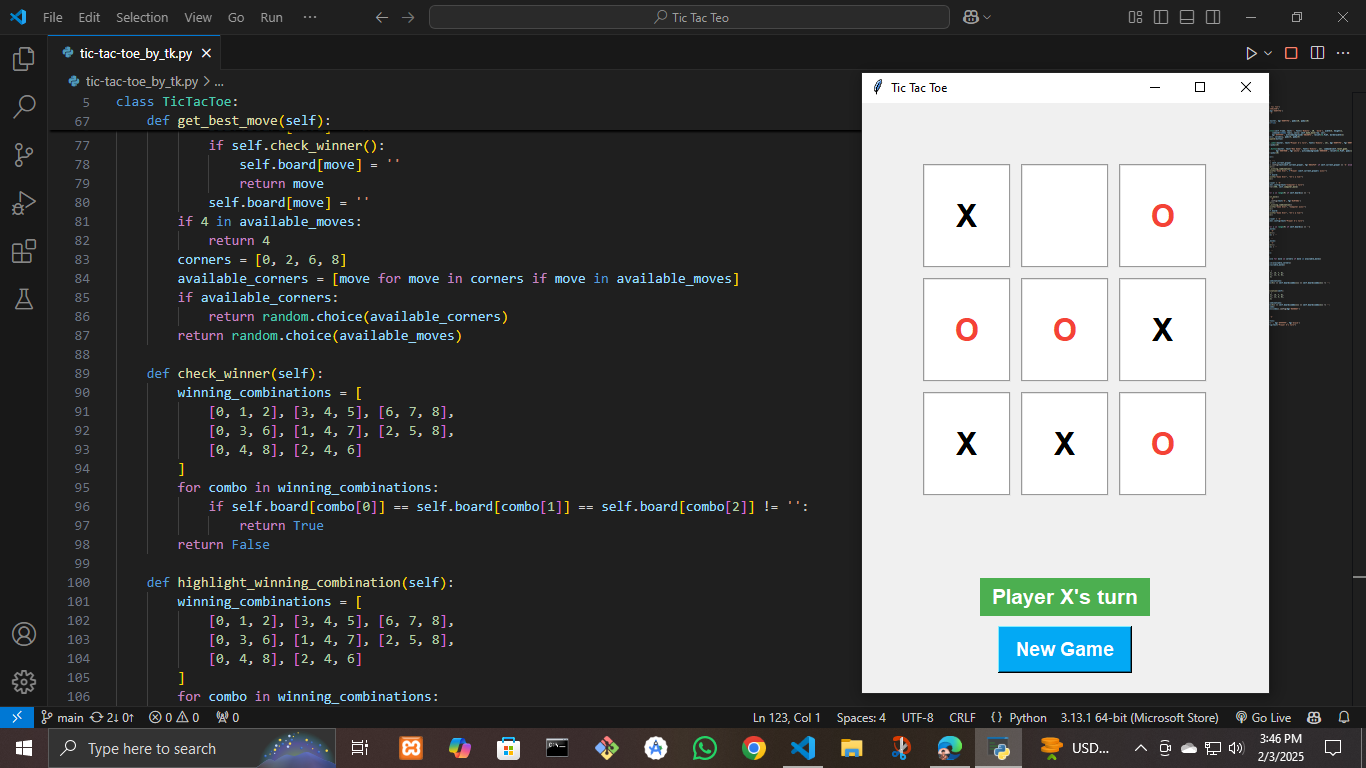 File Edit Selection View Go Run ··· Tic Tac Teo
tic-tac-toe_by_tk.py
tic-tac-toe_by_tk.py > ...
5 class TicTacToe:
67 def get_best_move(self):
77 if self.check_winner():
78 self.board[move] = ''
79 return move
80 self.board[move] = ''
81 if 4 in available_moves:
82 return 4
83 corners = [0, 2, 6, 8]
84 available_corners = [move for move in corners if move in available_moves]
85 if available_corners:
86 return random.choice(available_corners)
87 return random.choice(available_moves)
88
89 def check_winner(self):
90 winning_combinations = [
91 [0, 1, 2], [3, 4, 5], [6, 7, 8],
92 [0, 3, 6], [1, 4, 7], [2, 5, 8],
93 [0, 4, 8], [2, 4, 6]
94 ]
95 for combo in winning_combinations:
96 if self.board[combo[0]] == self.board[combo[1]] == self.board[combo[2]] != '':
97 return True
98 return False
99
100 def highlight_winning_combination(self):
101 winning_combinations = [
102 [0, 1, 2], [3, 4, 5], [6, 7, 8],
103 [0, 3, 6], [1, 4, 7], [2, 5, 8],
104 [0, 4, 8], [2, 4, 6]
105 ]
106 for combo in winning_combinations:
Tic Tac Toe
X O
O O X
X X O
Player X's turn
New Game
main 2↓ 0↑ 0 0 0 Ln 123, Col 1 Spaces: 4 UTF-8 CRLF {} Python 3.13.1 64-bit (Microsoft Store) Go Live
Type here to search USD... 3:46 PM
2/3/2025